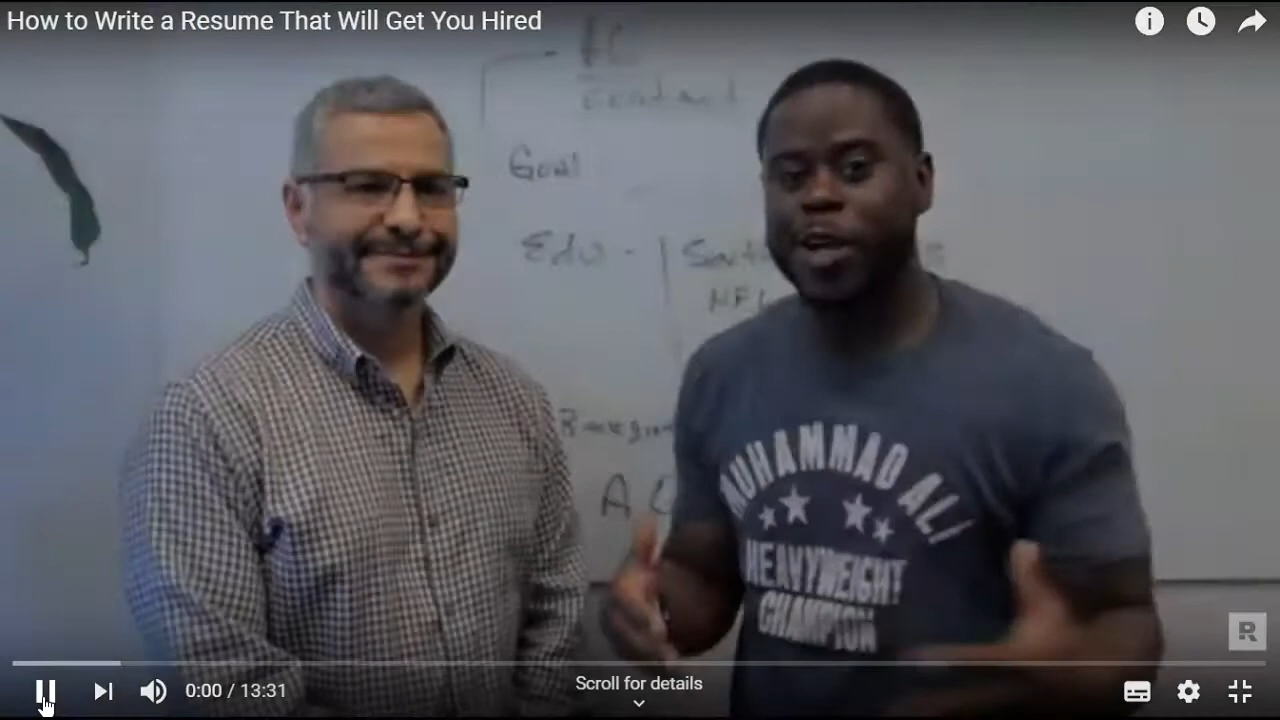 How to Write a Resume That Will Get You Hired
Goal
Edu -
NFL
MUHAMMAD ALI
HEAVYWEIGHT
CHAMPION
R
Scroll for details
0:00 / 13:31